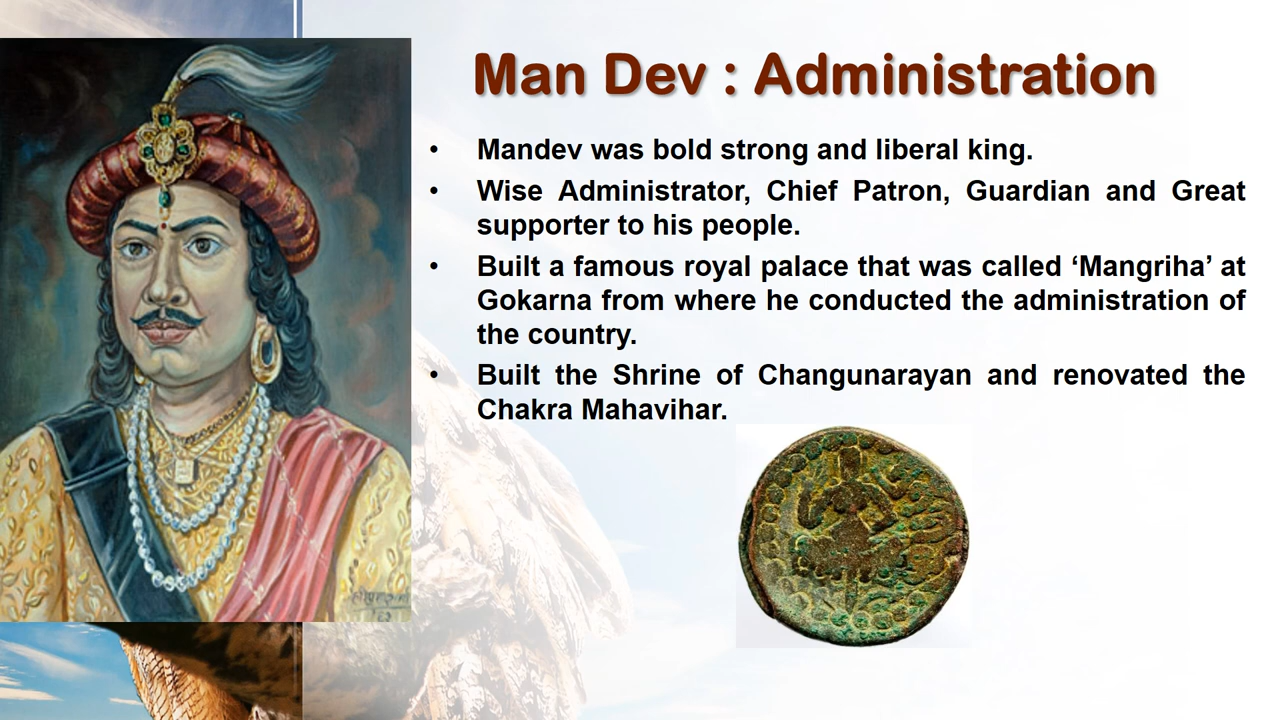 Man Dev : Administration
• Mandev was bold strong and liberal king.
• Wise Administrator, Chief Patron, Guardian and Great
supporter to his people.
• Built a famous royal palace that was called ‘Mangriha’ at
Gokarna from where he conducted the administration of
the country.
• Built the Shrine of Changunarayan and renovated the
Chakra Mahavihar.